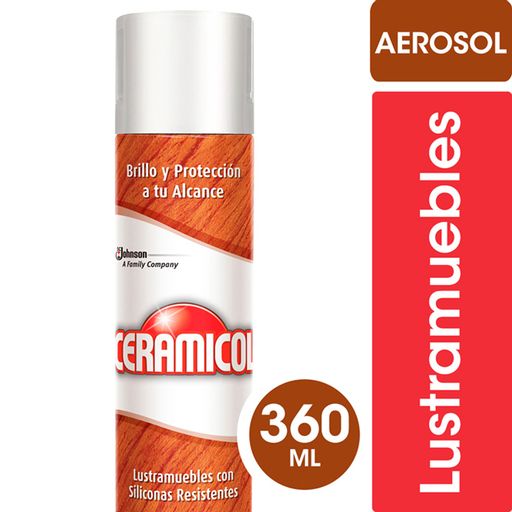 AEROSOL
Lustramuebles
Brillo y Protección
a tu Alcance
SC Johnson
A Family Company
CERAMICOL
360
ML
Lustramuebles con
Siliconas Resistentes